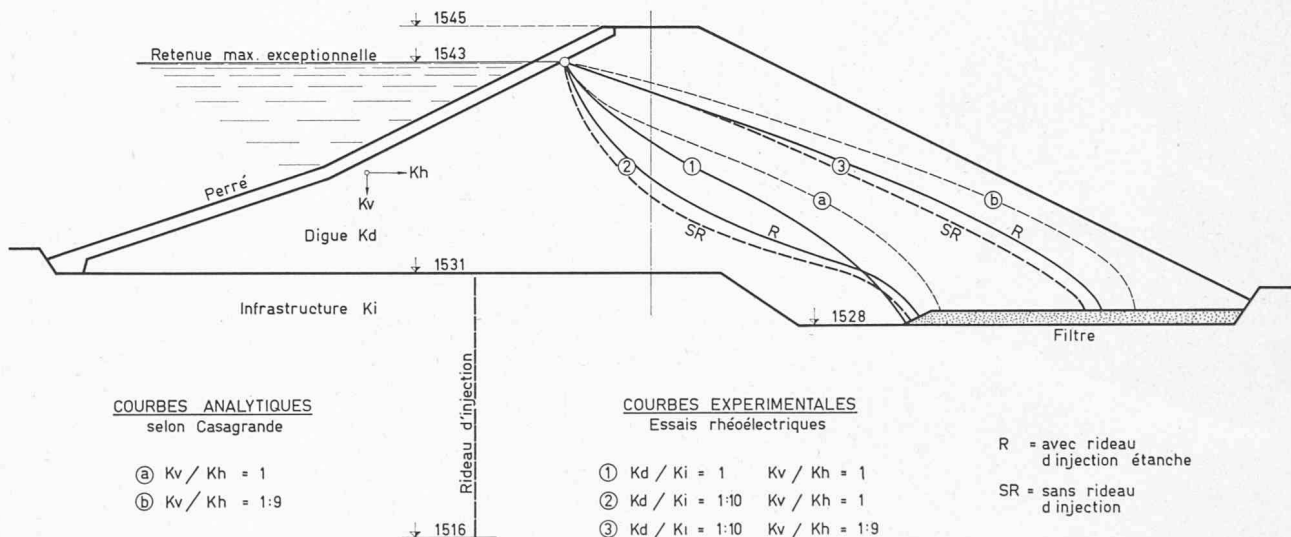 1545
Retenue max. exceptionnelle
1543
Kh
Kv
Perré
Digue Kd
1
2
3
a
b
SR
R
SR
R
1531
Infrastructure Ki
1528
Filtre
Rideau d'injection
1516
COURBES ANALYTIQUES
selon Casagrande
a Kv / Kh = 1
b Kv / Kh = 1:9
COURBES EXPERIMENTALES
Essais rhéoélectriques
1 Kd / Ki = 1 Kv / Kh = 1
2 Kd / Ki = 1:10 Kv / Kh = 1
3 Kd / Ki = 1:10 Kv / Kh = 1:9
R = avec rideau
d injection étanche
SR = sans rideau
d injection